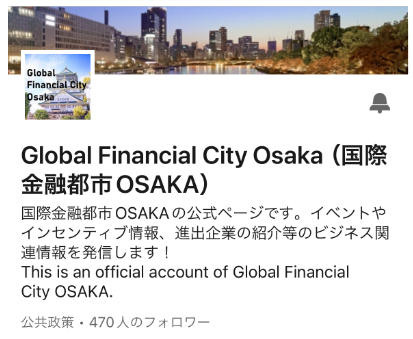 Global
Financial City
Osaka
Global Financial City Osaka（国際
金融都市OSAKA）
国際金融都市OSAKAの公式ページです。イベントや
インセンティブ情報、進出企業の紹介等のビジネス関
連情報を発信します！
This is an official account of Global Financial
City OSAKA.
公共政策・470人のフォロワー